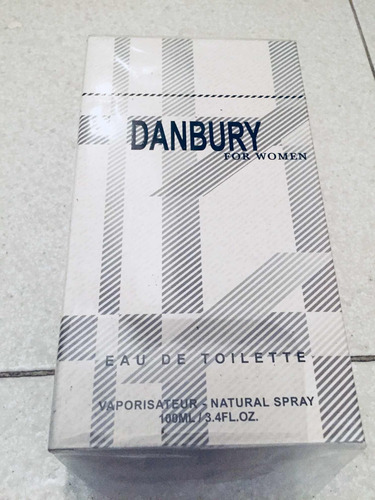 DANBURY
FOR WOMEN
EAU DE TOILETTE
VAPORISATEUR - NATURAL SPRAY
100ML / 3.4FL.OZ.